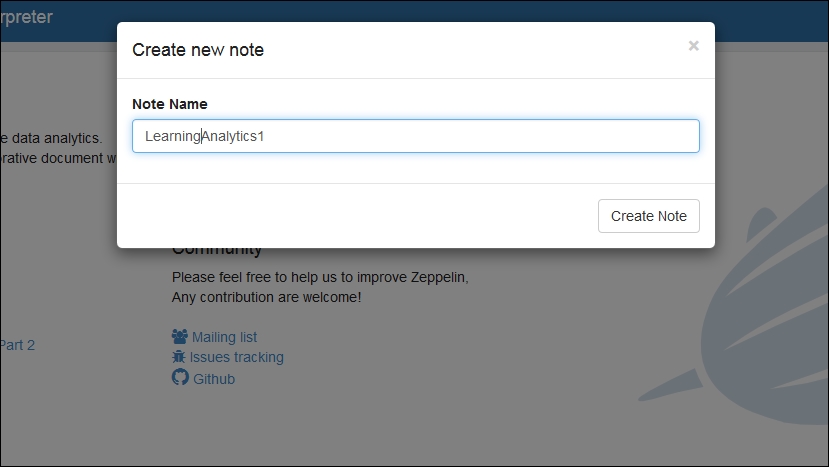 rpreter
Create new note
×
Note Name
LearningAnalytics1
e data analytics.
orative document w
Create Note
Community
Please feel free to help us to improve Zeppelin,
Any contribution are welcome!
Part 2
Mailing list
Issues tracking
Github